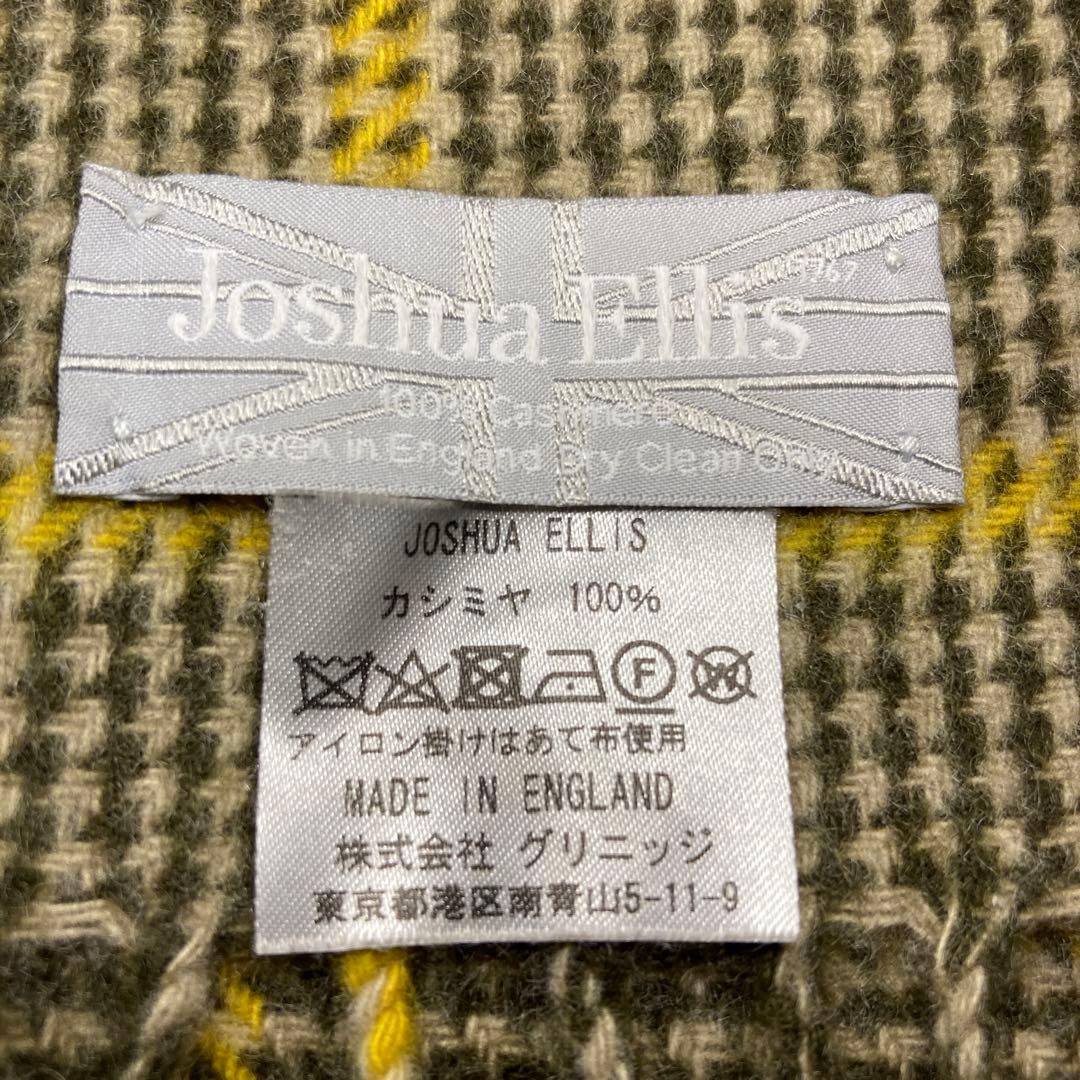 Joshua Ellis 1767
100% Cashmere
Woven in England Dry Clean Only
JOSHUA ELLIS
カシミヤ 100%
F W
アイロン掛けはあて布使用
MADE IN ENGLAND
株式会社 グリニッジ
東京都港区南青山5-11-9